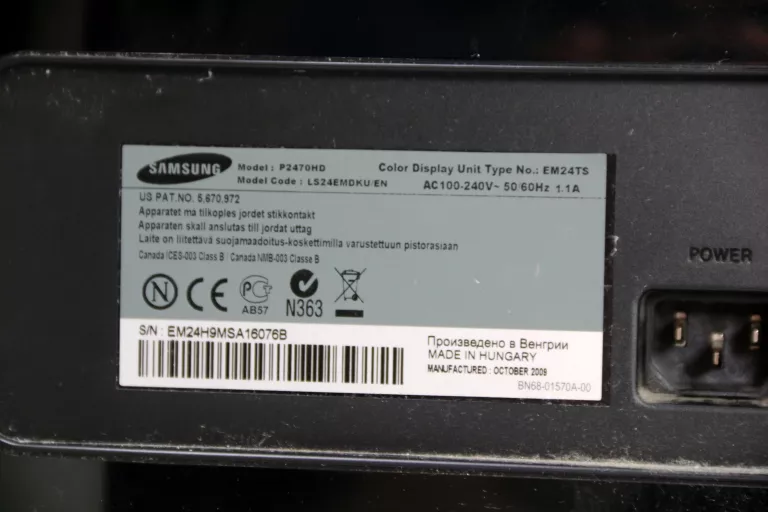 SAMSUNG
Model : P2470HD
Model Code : LS24EMDKU/EN
Color Display Unit Type No.: EM24TS
AC100-240V~ 50/60Hz 1.1A
US PAT.NO. 5,670,972
Apparatet må tilkoples jordet stikkontakt
Apparaten skall anslutas till jordat uttag
Laite on liitettävä suojamaadoitus-koskettimilla varustettuun pistorasiaan
Canada ICES-003 Class B Canada NMB-003 Classe B
N
CE
PC
АВ57
N363
S/N : EM24H9MSA16076B
Произведено в Венгрии
MADE IN HUNGARY
MANUFACTURED : OCTOBER 2009
BN68-01570A-00
POWER